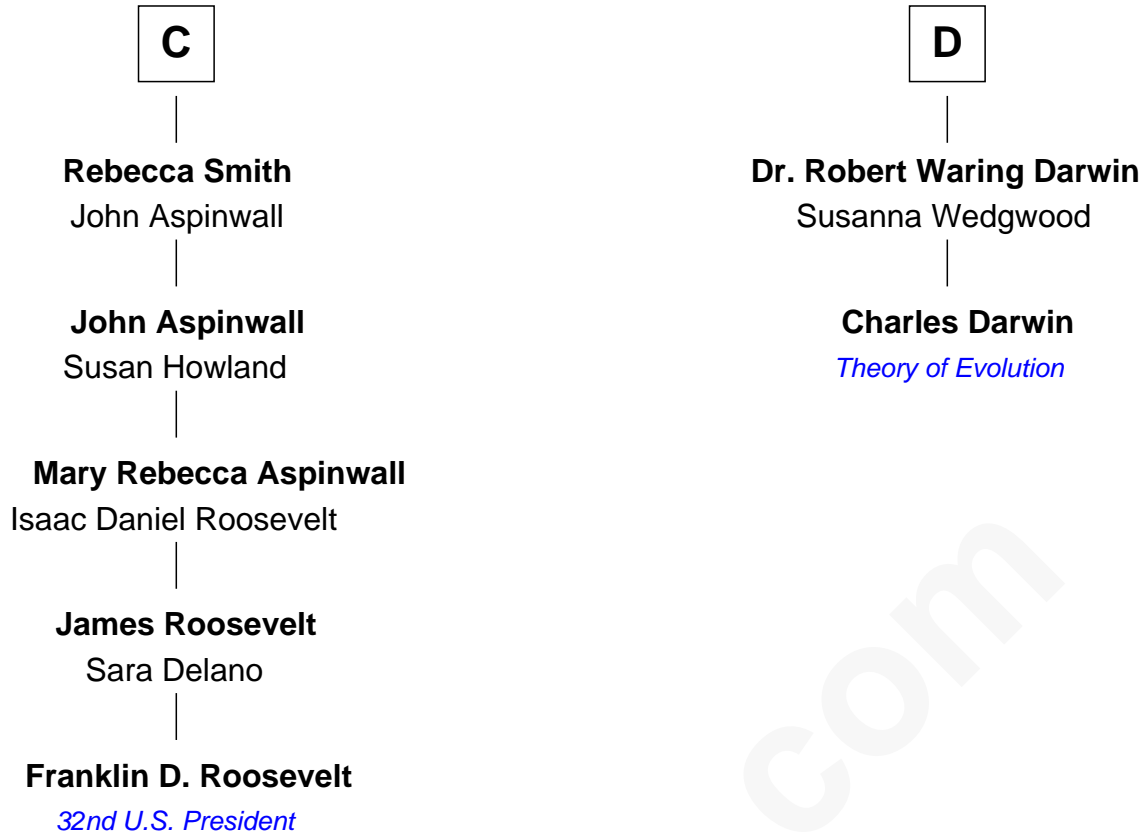 C
Rebecca Smith
John Aspinwall
John Aspinwall
Susan Howland
Mary Rebecca Aspinwall
Isaac Daniel Roosevelt
James Roosevelt
Sara Delano
Franklin D. Roosevelt
32nd U.S. President
D
Dr. Robert Waring Darwin
Susanna Wedgwood
Charles Darwin
Theory of Evolution
com